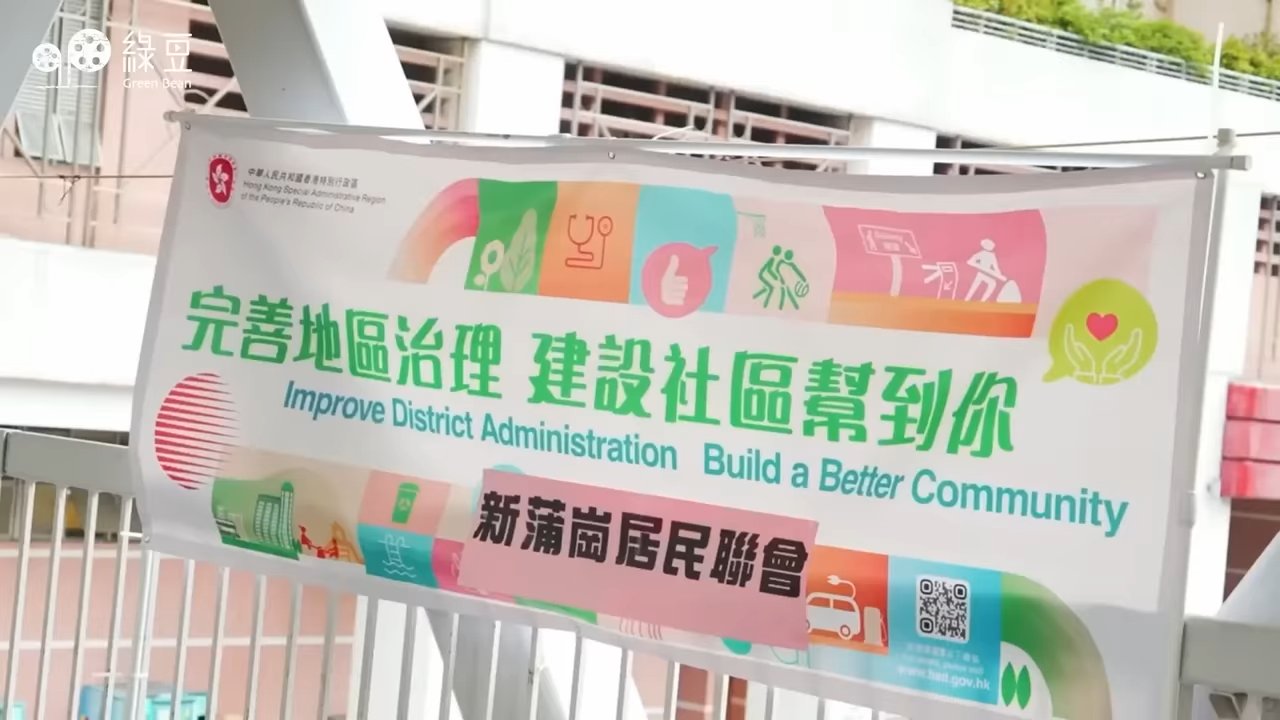 綠豆
Green Bean
中華人民共和國香港特別行政區
Hong Kong Special Administrative Region
of the People's Republic of China
完善地區治理 建設社區幫到你
Improve District Administration Build a Better Community
新蒲崗居民聯會
www.had.gov.hk